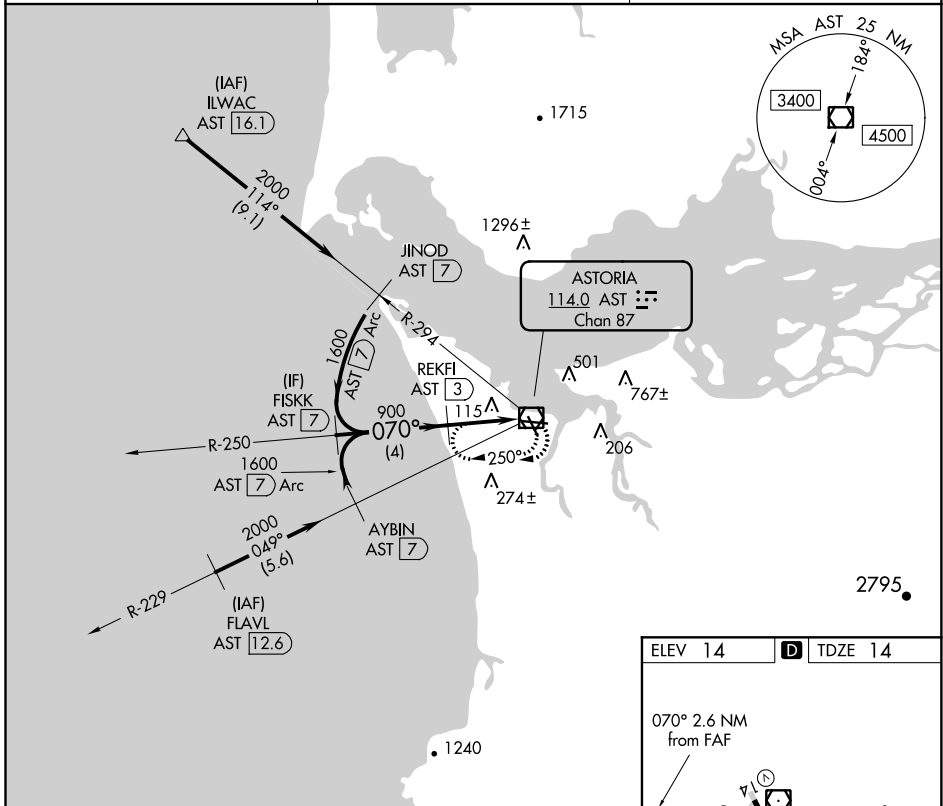 MSA AST 25 NM
184°
3400
4500
004°
(IAF)
ILWAC
AST 16.1
1715
2000
114°
(9.1)
1296±
JINOD
AST 7
ASTORIA
114.0 AST
Chan 87
R-294
1600
AST 7 Arc
REKFI
AST 3
501
767±
(IF)
FISKK
AST 7
900
070°
(4)
115
206
R-250
250°
1600
AST 7 Arc
274±
AYBIN
AST 7
2000
049°
(5.6)
R-229
(IAF)
FLAVL
AST 12.6
2795
ELEV 14
D
TDZE 14
070° 2.6 NM
from FAF
1240
14
V